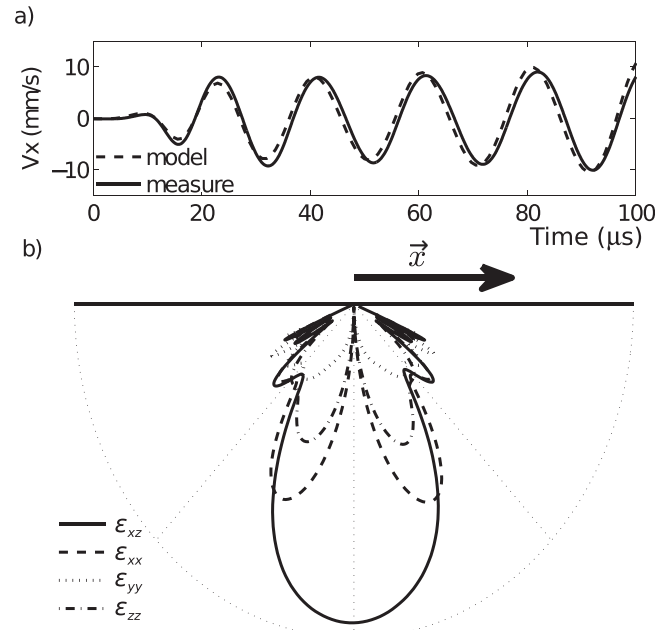 a)
Vx (mm/s)
10
0
−10
model
measure
0
20
40
60
80
100
Time (μs)
b)
x⃗
ε_xz
ε_xx
ε_yy
ε_zz